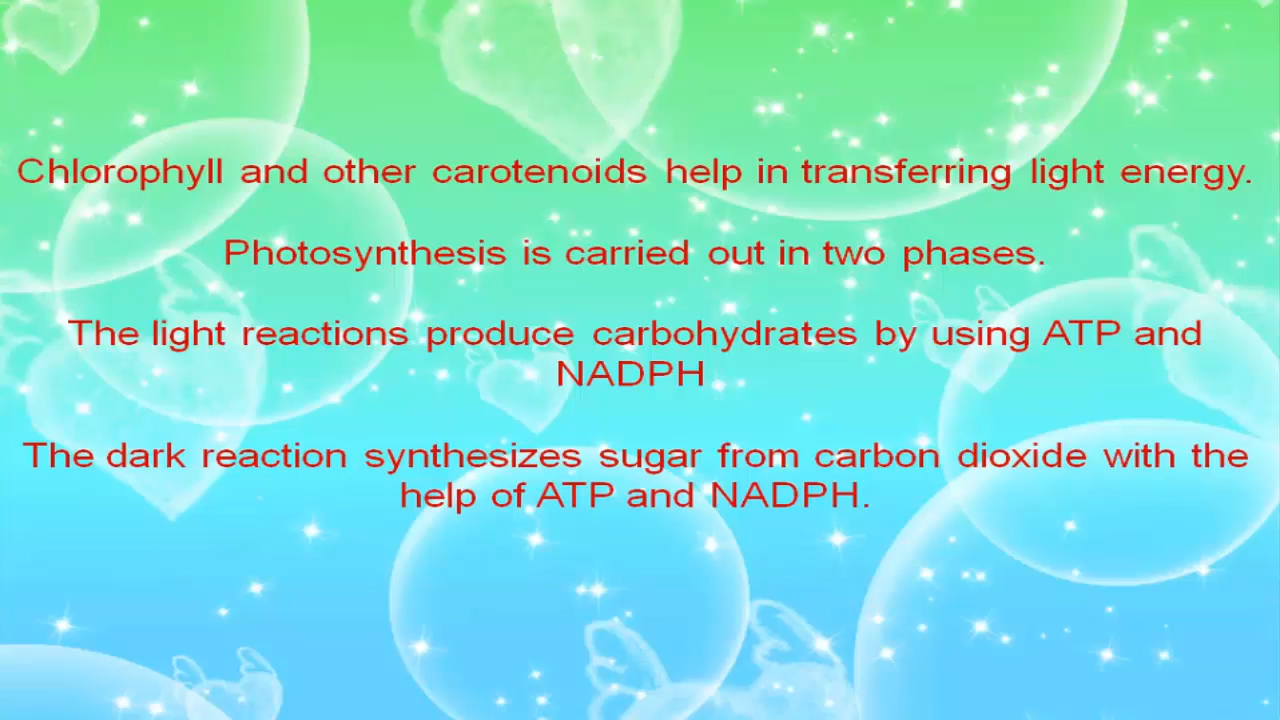 Chlorophyll and other carotenoids help in transferring light energy.
Photosynthesis is carried out in two phases.
The light reactions produce carbohydrates by using ATP and
NADPH
The dark reaction synthesizes sugar from carbon dioxide with the
help of ATP and NADPH.